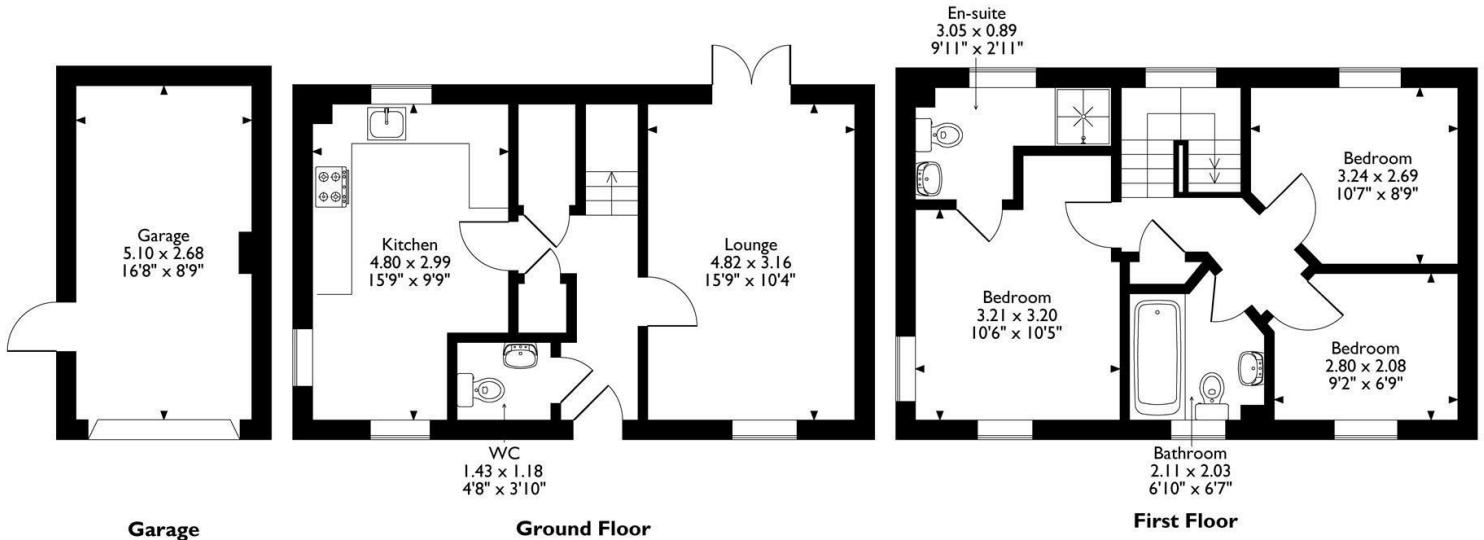 Garage
5.10 x 2.68
16'8" x 8'9"
Garage
Kitchen
4.80 x 2.99
15'9" x 9'9"
Lounge
4.82 x 3.16
15'9" x 10'4"
WC
1.43 x 1.18
4'8" x 3'10"
Ground Floor
En-suite
3.05 x 0.89
9'11" x 2'11"
Bedroom
3.24 x 2.69
10'7" x 8'9"
Bedroom
3.21 x 3.20
10'6" x 10'5"
Bedroom
2.80 x 2.08
9'2" x 6'9"
Bathroom
2.11 x 2.03
6'10" x 6'7"
First Floor